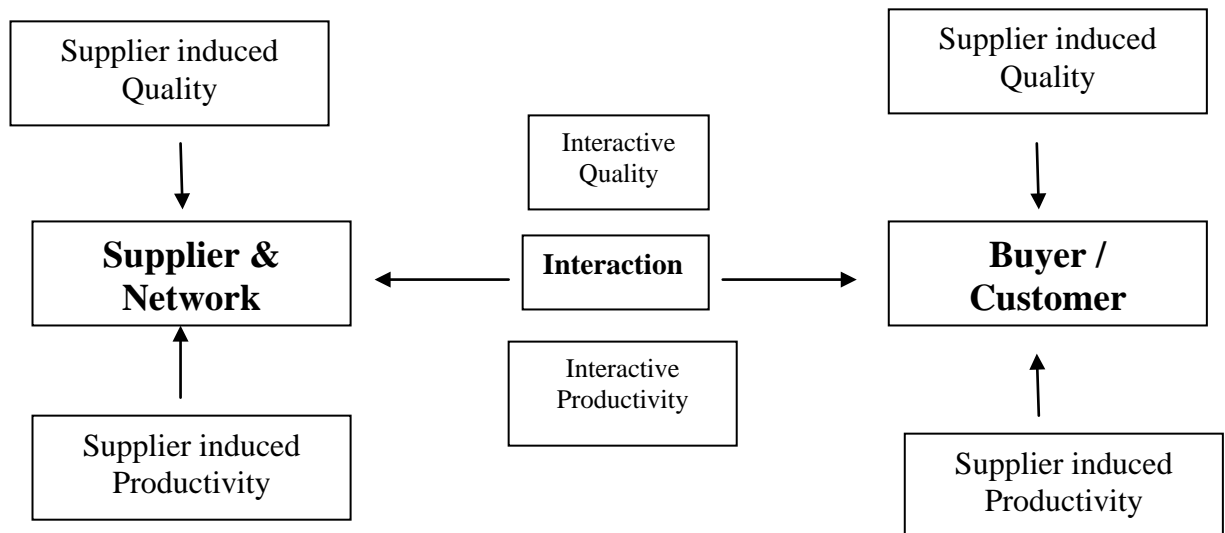 Supplier induced
Quality
Supplier induced
Quality
Interactive
Quality
Supplier &
Network
Interaction
Buyer /
Customer
Interactive
Productivity
Supplier induced
Productivity
Supplier induced
Productivity